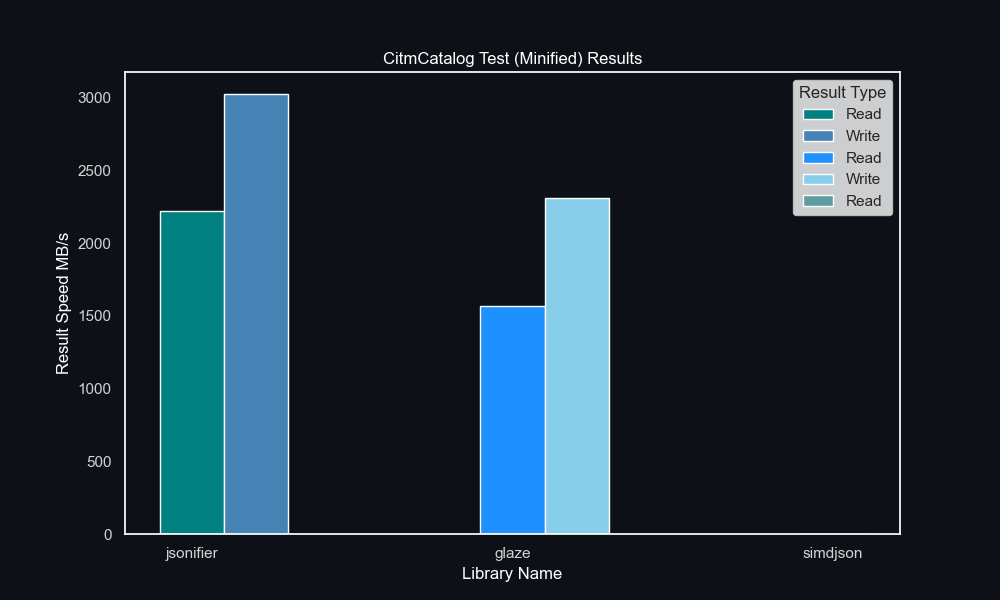 CitmCatalog Test (Minified) Results
Result Type
Read
Write
Read
Write
Read
3000
2500
2000
1500
1000
500
0
Result Speed MB/s
jsonifier
glaze
simdjson
Library Name